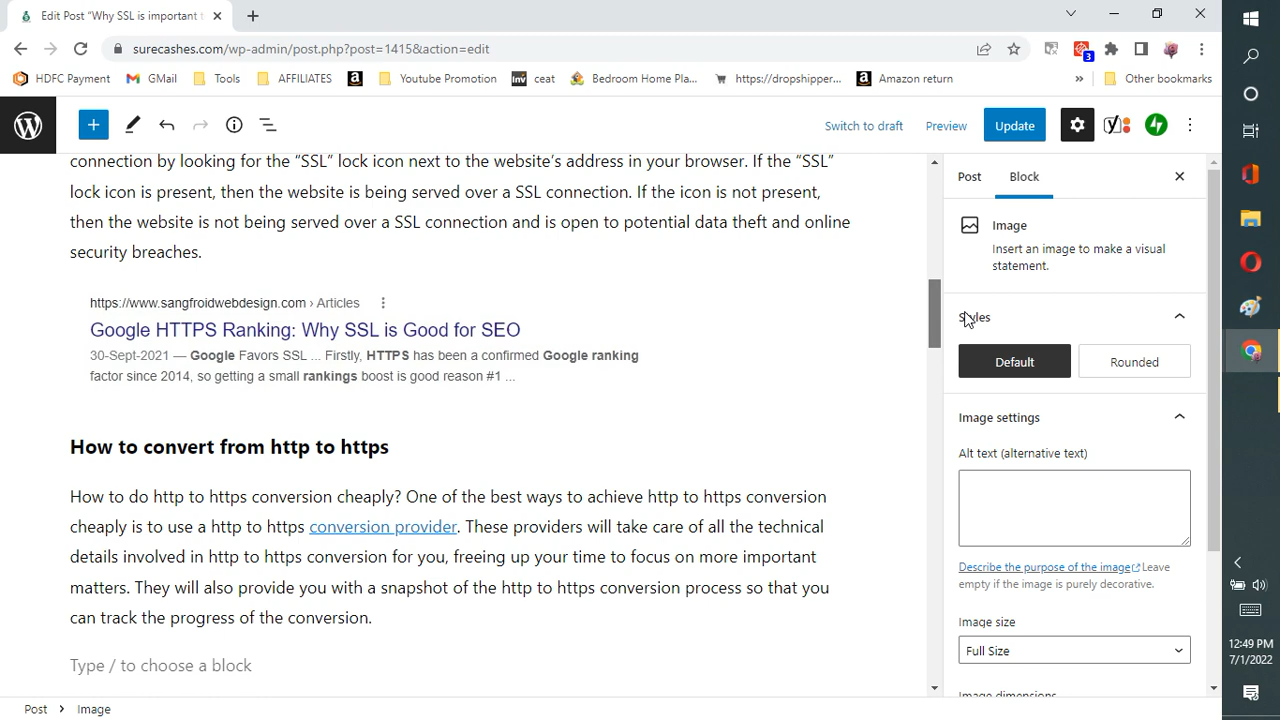 Edit Post "Why SSL is important t
surecashes.com/wp-admin/post.php?post=1415&action=edit
HDFC Payment
GMail
Tools
AFFILIATES
Youtube Promotion
Inv
ceat
Bedroom Home Pla...
https://dropshipper...
Amazon return
»
Other bookmarks
3
Switch to draft
Preview
Update
connection by looking for the "SSL" lock icon next to the website's address in your browser. If the "SSL"
lock icon is present, then the website is being served over a SSL connection. If the icon is not present,
then the website is not being served over a SSL connection and is open to potential data theft and online
security breaches.
https://www.sangfroidwebdesign.com › Articles
Google HTTPS Ranking: Why SSL is Good for SEO
30-Sept-2021 — Google Favors SSL ... Firstly, HTTPS has been a confirmed Google ranking
factor since 2014, so getting a small rankings boost is good reason #1 ...
How to convert from http to https
How to do http to https conversion cheaply? One of the best ways to achieve http to https conversion
cheaply is to use a http to https conversion provider. These providers will take care of all the technical
details involved in http to https conversion for you, freeing up your time to focus on more important
matters. They will also provide you with a snapshot of the http to https conversion process so that you
can track the progress of the conversion.
Type / to choose a block
Post
Block
Image
Insert an image to make a visual
statement.
Styles
Default
Rounded
Image settings
Alt text (alternative text)
Describe the purpose of the image Leave
empty if the image is purely decorative.
Image size
Full Size
Image dimensions
Post > Image
12:49 PM
7/1/2022